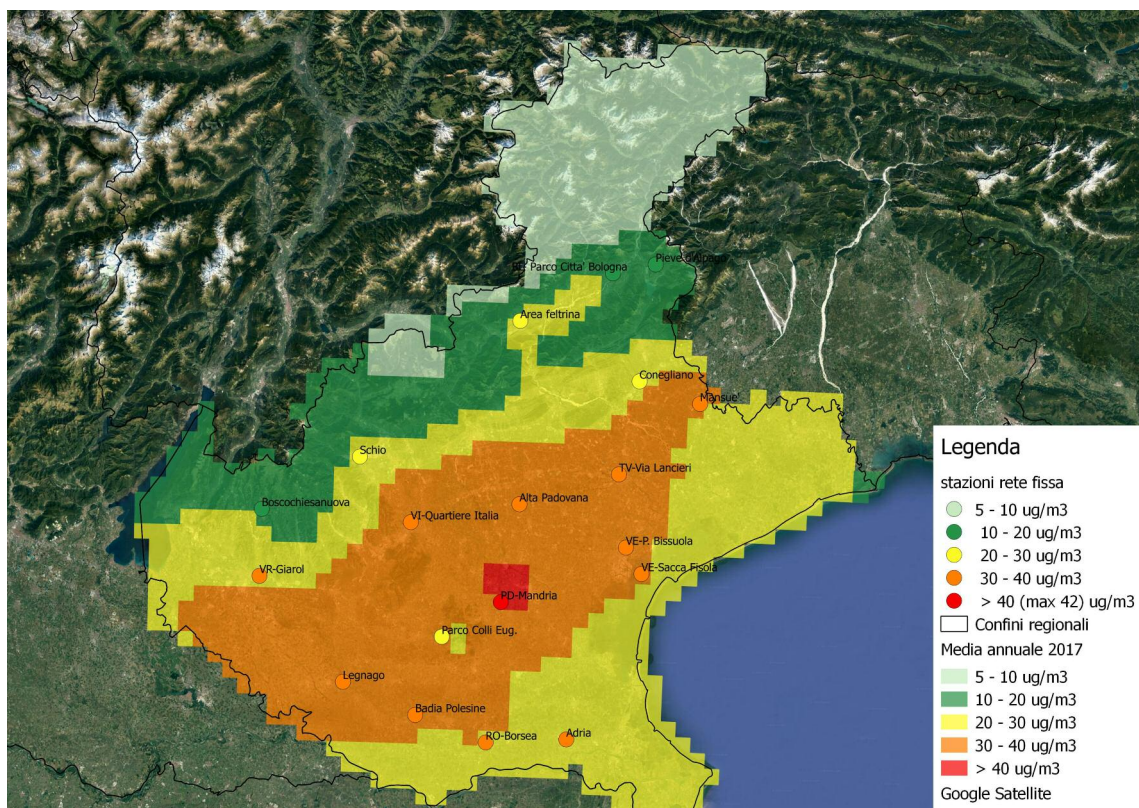 Parco Citta' Bologna
Pieve d'Alpago
Area feltrina
Conegliano
Mansue'
Schio
TV-Via Lancieri
Boscochiesanuova
Alta Padovana
VI-Quartiere Italia
VE-P. Bissuola
VR-Giarol
VE-Sacca Fisola
PD-Mandria
Parco Colli Eug.
Legnago
Badia Polesine
RO-Borsea
Adria
Legenda
stazioni rete fissa
5 - 10 ug/m3
10 - 20 ug/m3
20 - 30 ug/m3
30 - 40 ug/m3
> 40 (max 42) ug/m3
Confini regionali
Media annuale 2017
5 - 10 ug/m3
10 - 20 ug/m3
20 - 30 ug/m3
30 - 40 ug/m3
> 40 ug/m3
Google Satellite